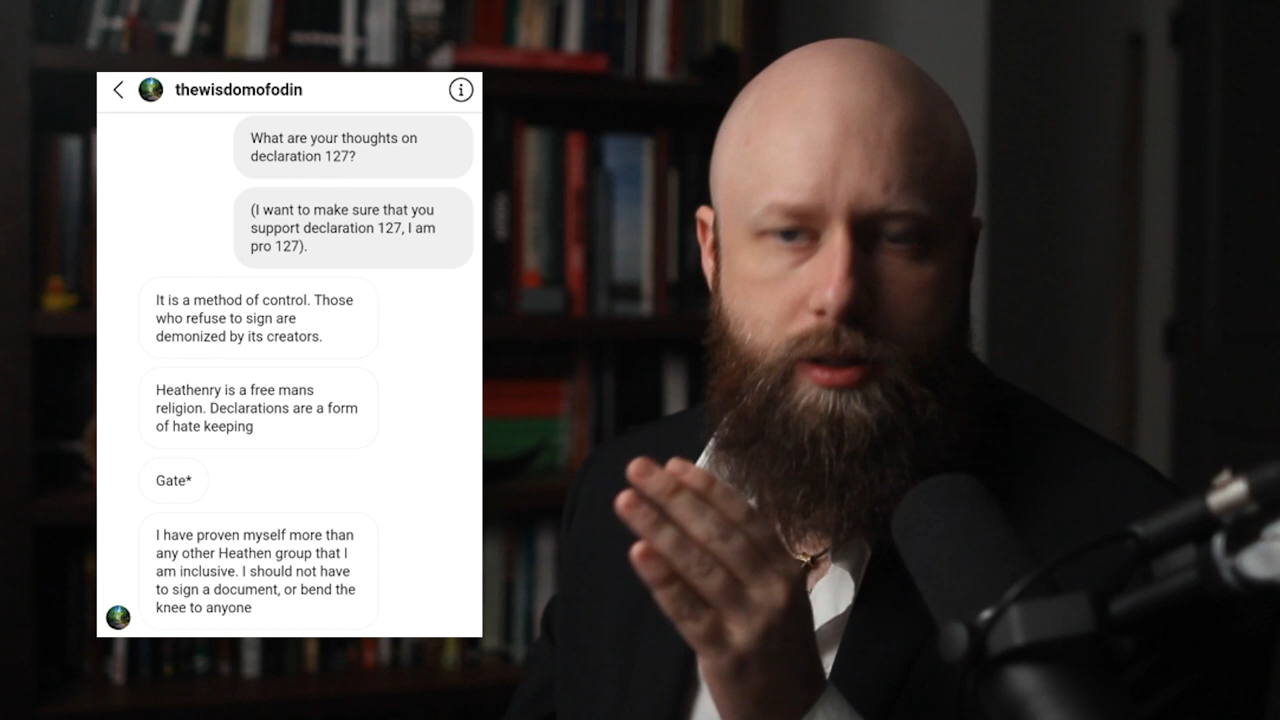 thewisdomofodin
What are your thoughts on
declaration 127?
(I want to make sure that you
support declaration 127, I am
pro 127).
It is a method of control. Those
who refuse to sign are
demonized by its creators.
Heathenry is a free mans
religion. Declarations are a form
of hate keeping
Gate*
I have proven myself more than
any other Heathen group that I
am inclusive. I should not have
to sign a document, or bend the
knee to anyone